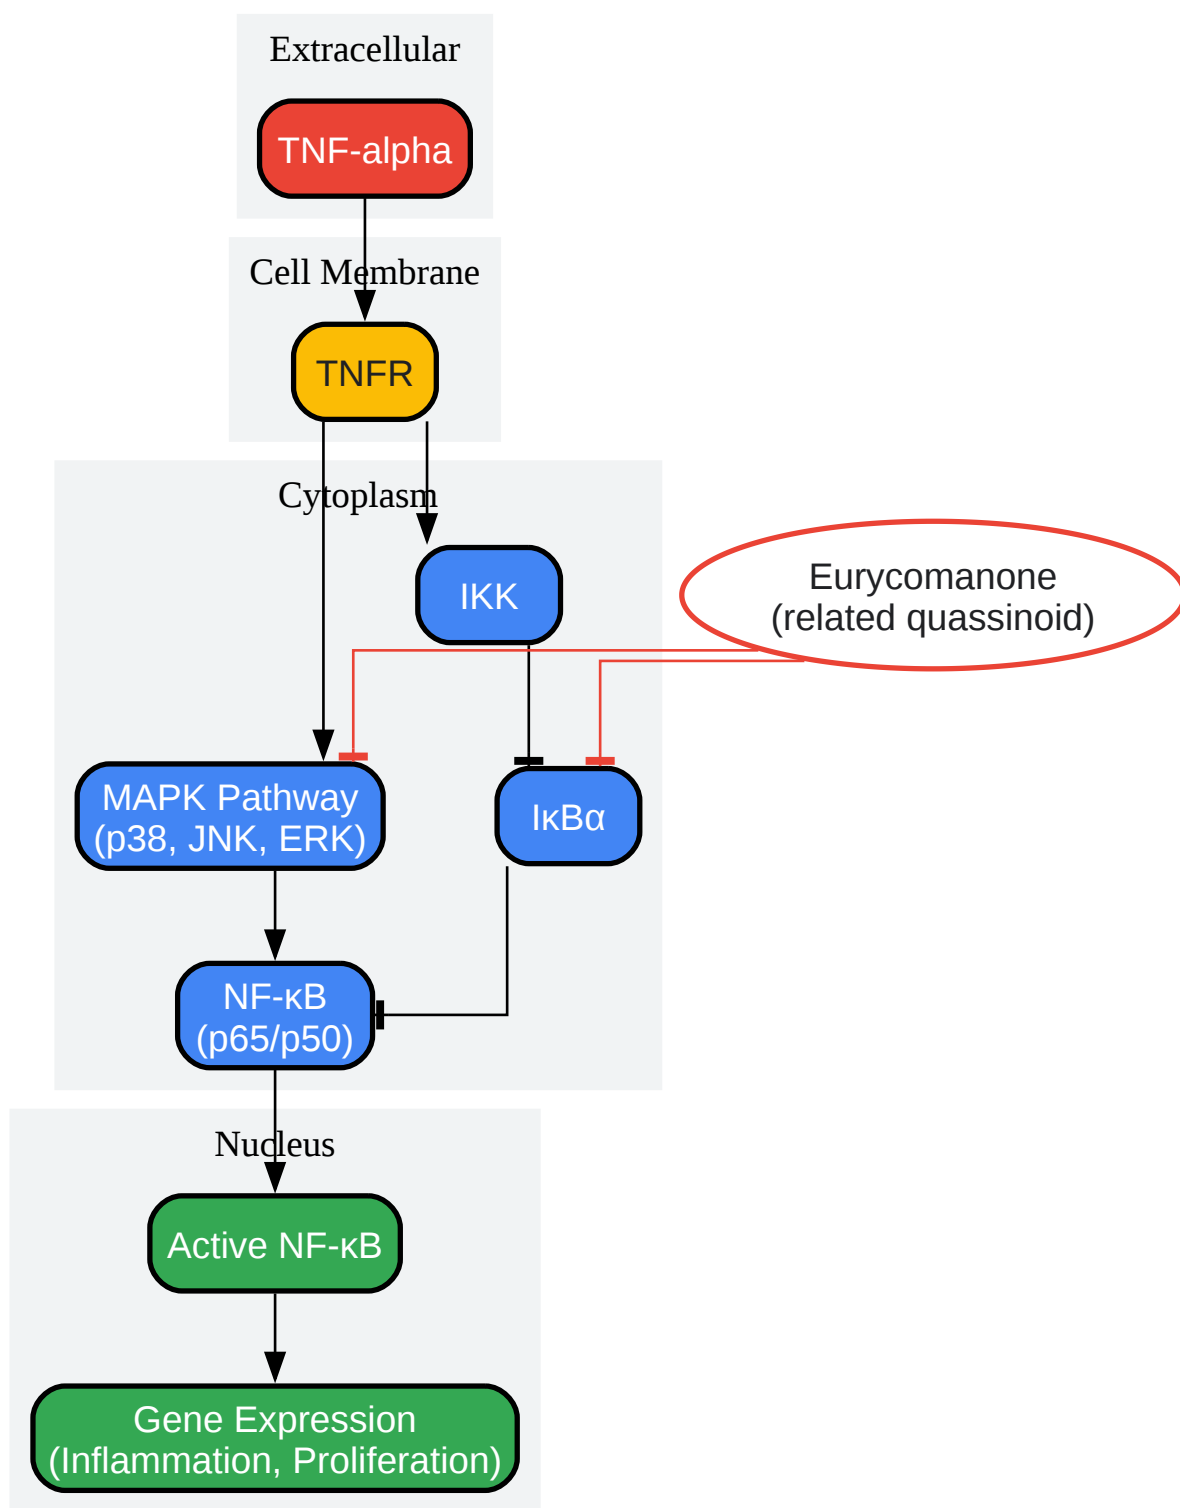 Extracellular
TNF-alpha
Cell Membrane
TNFR
Cytoplasm
IKK
Eurycomanone
(related quassinoid)
MAPK Pathway
(p38, JNK, ERK)
IκBα
NF-κB
(p65/p50)
Nucleus
Active NF-κB
Gene Expression
(Inflammation, Proliferation)